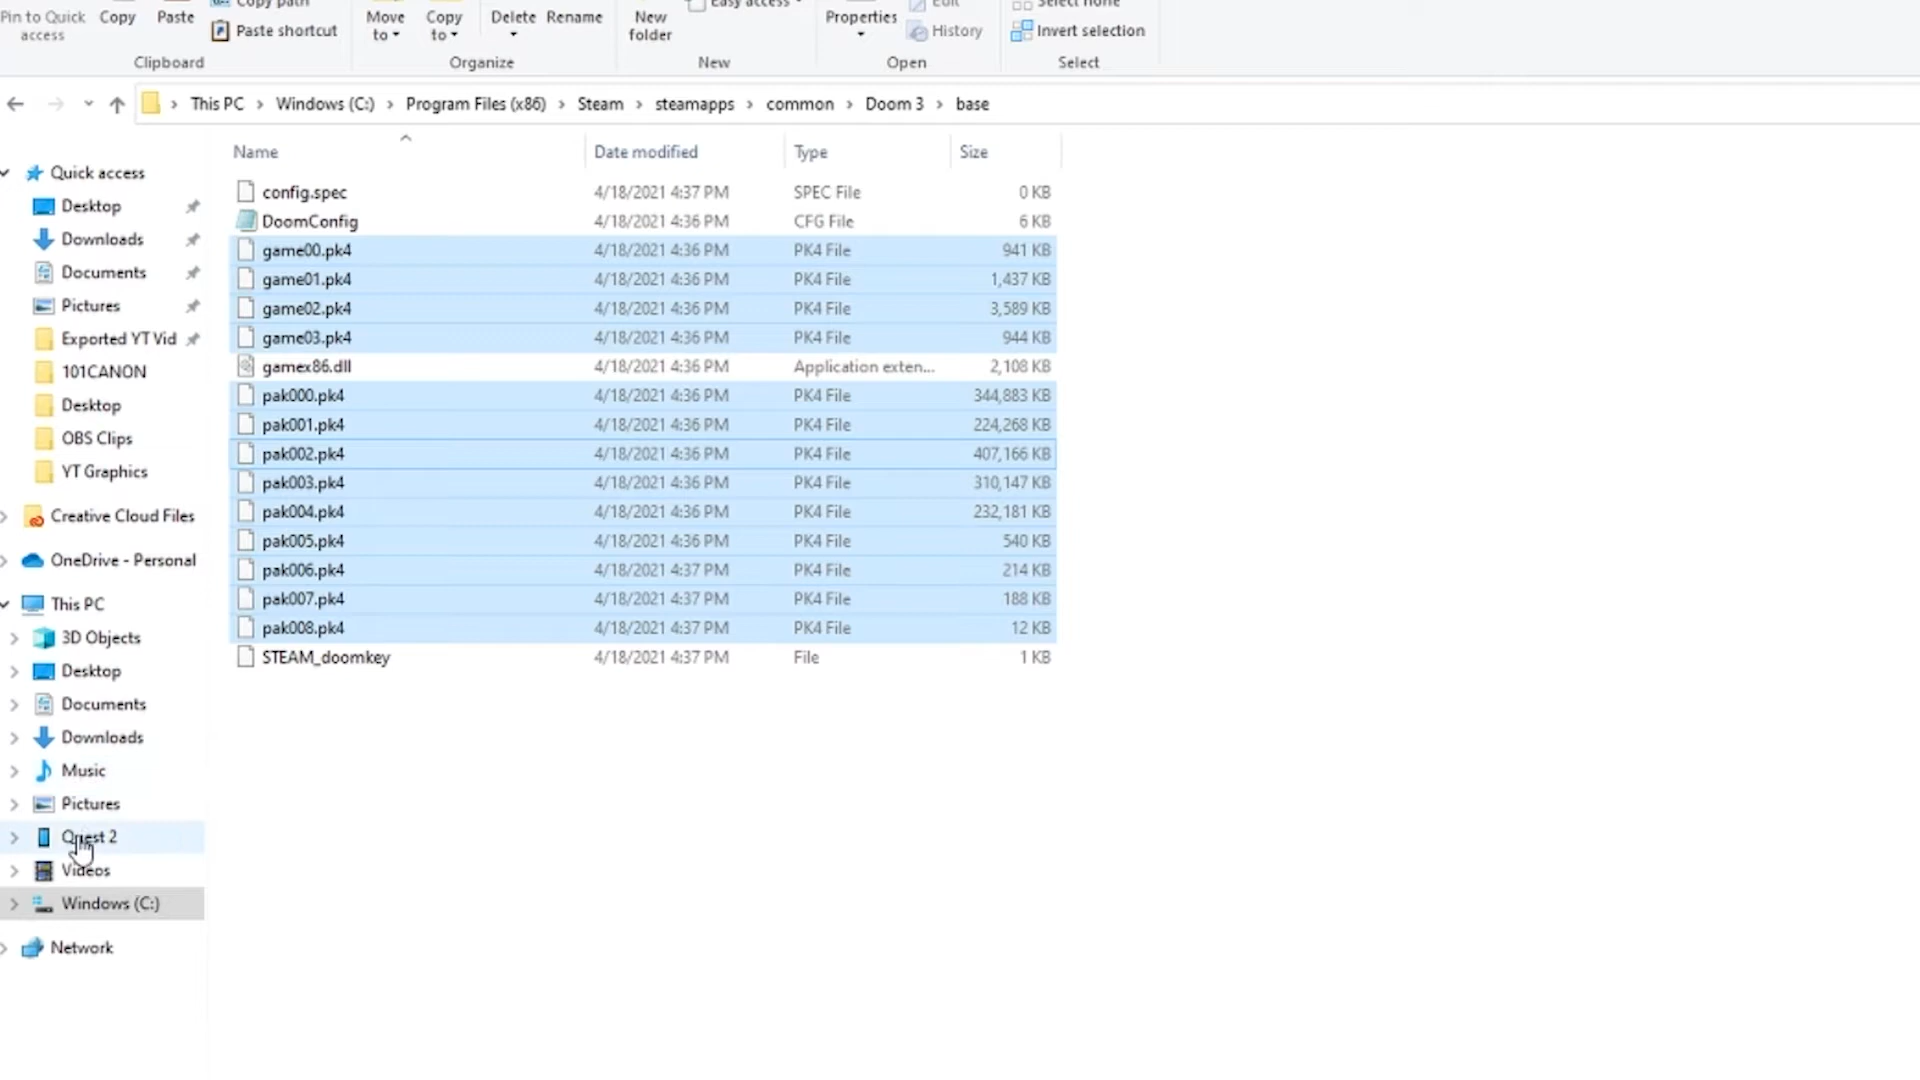 Copy path
Edit
Easy access
Select none
Pin to Quick access
Copy
Paste
Paste shortcut
Move to
Copy to
Delete
Rename
New folder
Properties
History
Invert selection
Clipboard
Organize
New
Open
Select
This PC > Windows (C:) > Program Files (x86) > Steam > steamapps > common > Doom 3 > base
Name Date modified Type Size
config.spec 4/18/2021 4:37 PM SPEC File 0 KB
DoomConfig 4/18/2021 4:36 PM CFG File 6 KB
game00.pk4 4/18/2021 4:36 PM PK4 File 941 KB
game01.pk4 4/18/2021 4:36 PM PK4 File 1,437 KB
game02.pk4 4/18/2021 4:36 PM PK4 File 3,589 KB
game03.pk4 4/18/2021 4:36 PM PK4 File 944 KB
gamex86.dll 4/18/2021 4:36 PM Application exten... 2,108 KB
pak000.pk4 4/18/2021 4:36 PM PK4 File 344,883 KB
pak001.pk4 4/18/2021 4:36 PM PK4 File 224,268 KB
pak002.pk4 4/18/2021 4:36 PM PK4 File 407,166 KB
pak003.pk4 4/18/2021 4:36 PM PK4 File 310,147 KB
pak004.pk4 4/18/2021 4:36 PM PK4 File 232,181 KB
pak005.pk4 4/18/2021 4:36 PM PK4 File 540 KB
pak006.pk4 4/18/2021 4:37 PM PK4 File 214 KB
pak007.pk4 4/18/2021 4:37 PM PK4 File 188 KB
pak008.pk4 4/18/2021 4:37 PM PK4 File 12 KB
STEAM_doomkey 4/18/2021 4:37 PM File 1 KB
Quick access
Desktop
Downloads
Documents
Pictures
Exported YT Vid
101CANON
Desktop
OBS Clips
YT Graphics
Creative Cloud Files
OneDrive - Personal
This PC
3D Objects
Desktop
Documents
Downloads
Music
Pictures
Quest 2
Videos
Windows (C:)
Network